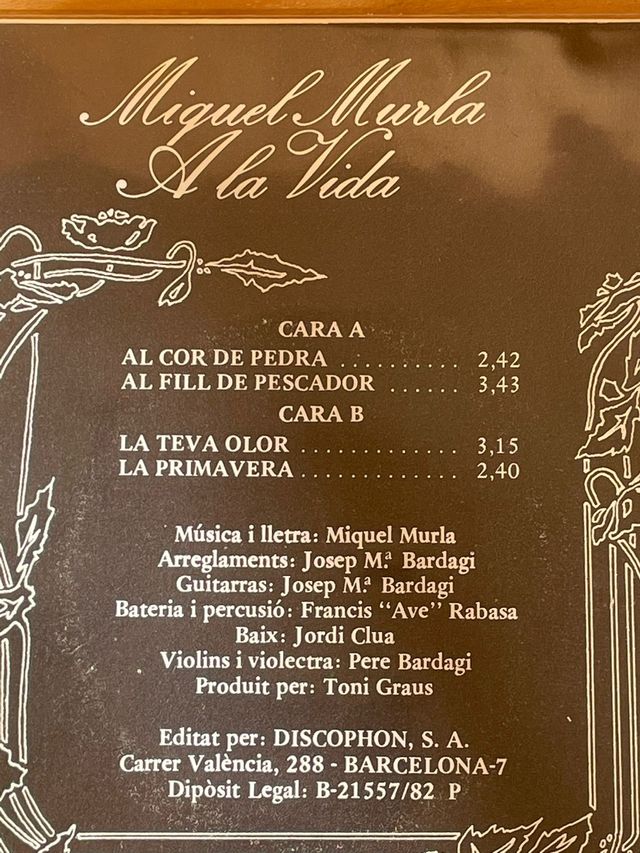 Miquel Murla
A la Vida
CARA A
AL COR DE PEDRA .......... 2,42
AL FILL DE PESCADOR ...... 3,43
CARA B
LA TEVA OLOR ............. 3,15
LA PRIMAVERA ............. 2,40
Música i lletra: Miquel Murla
Arreglaments: Josep M.ª Bardagi
Guitarras: Josep M.ª Bardagi
Bateria i percusió: Francis “Ave” Rabasa
Baix: Jordi Clua
Violins i violectra: Pere Bardagi
Produit per: Toni Graus
Editat per: DISCOPHON, S. A.
Carrer València, 288 - BARCELONA-7
Dipòsit Legal: B-21557/82 P